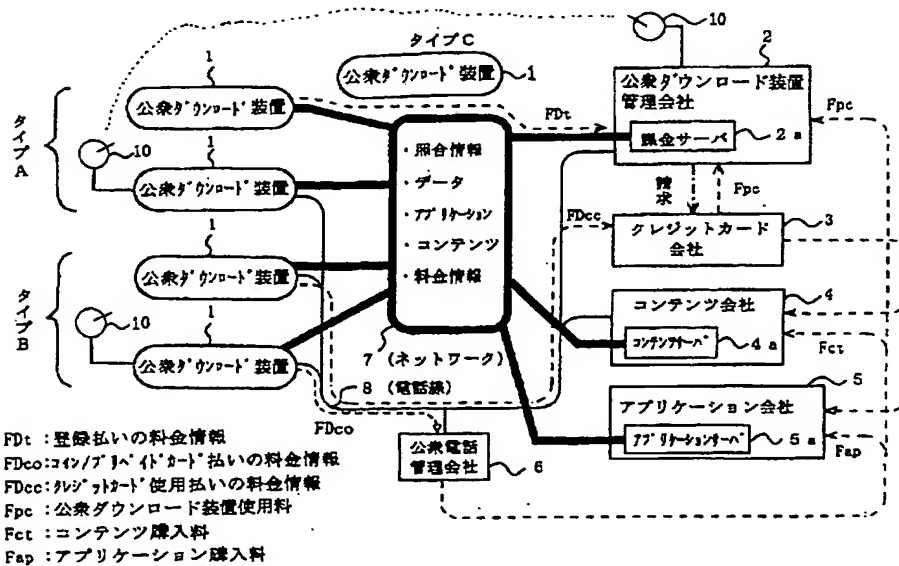 タイプC
10
2
1
公衆ダウンロード装置
1
公衆ダウンロード装置
管理会社
課金サーバ
2a
Fpc
公衆ダウンロード装置
FDt
タイプA
10
1
公衆ダウンロード装置
・照合情報
・データ
・アプリケーション
・コンテンツ
・料金情報
請求
Fpc
FDcc
クレジットカード
会社
3
1
公衆ダウンロード装置
タイプB
10
1
公衆ダウンロード装置
コンテンツ会社
4
コンテンツサーバ
4a
Fct
7(ネットワーク)
8(電話線)
アプリケーション会社
5
アプリケーションサーバ
5a
Fap
FDco
公衆電話
管理会社
6
FDt:登録払いの料金情報
FDco:コイン/プリペイドカード払いの料金情報
FDcc:クレジットカード使用払いの料金情報
Fpc:公衆ダウンロード装置使用料
Fct:コンテンツ購入料
Fap:アプリケーション購入料